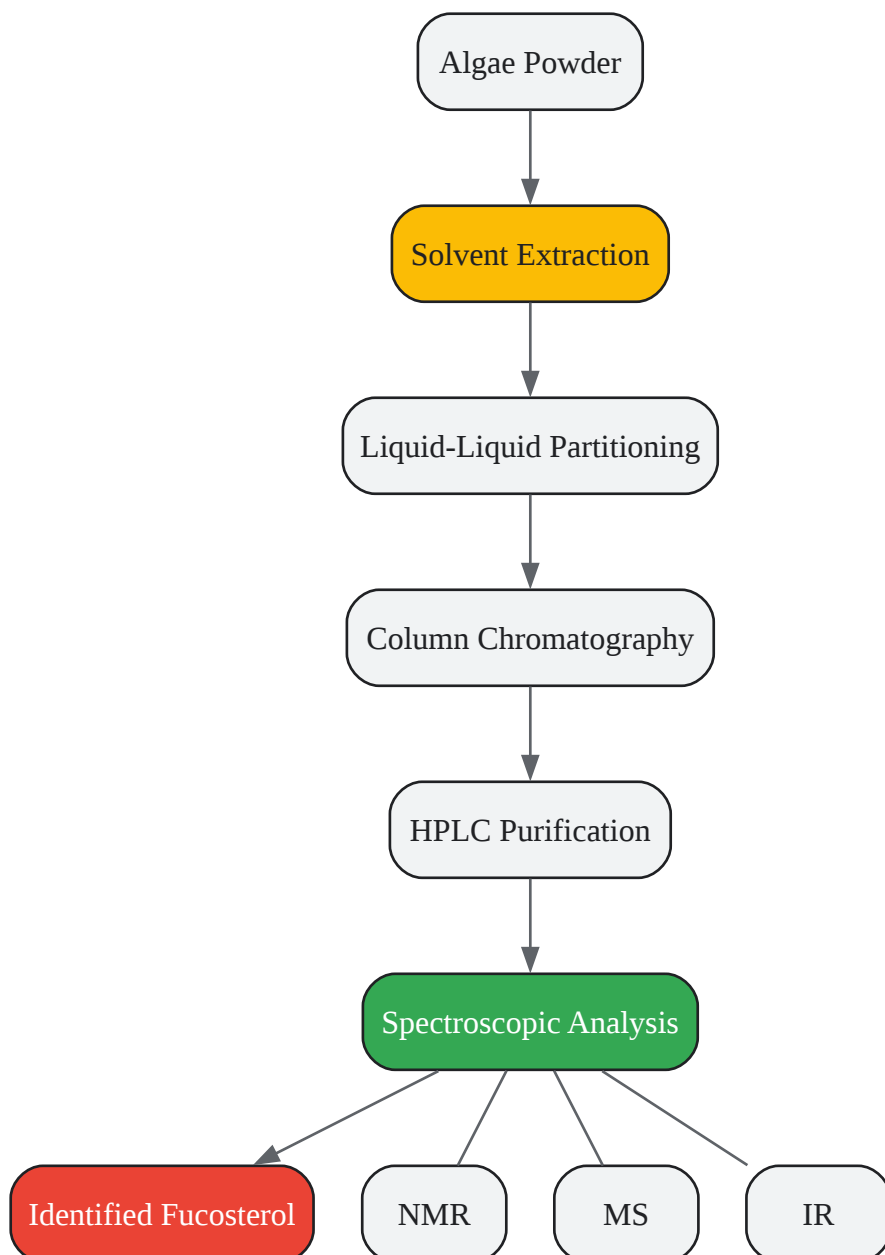 Algae Powder
Solvent Extraction
Liquid-Liquid Partitioning
Column Chromatography
HPLC Purification
Spectroscopic Analysis
Identified Fucosterol
NMR
MS
IR